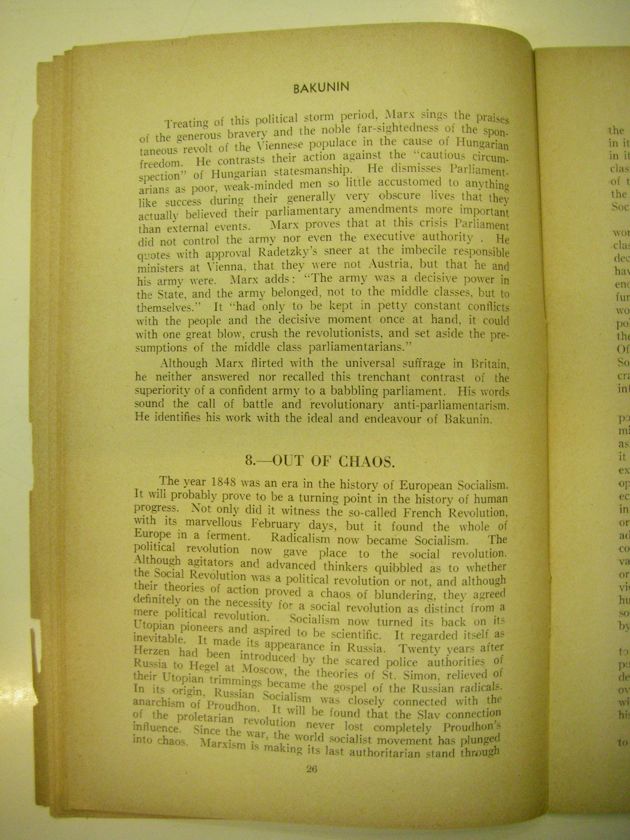 BAKUNIN
Treating of this political storm period, Marx sings the praises
of the generous bravery and the noble far-sightedness of the spon-
taneous revolt of the Viennese populace in the cause of Hungarian
freedom. He contrasts their action against the "cautious circum-
spection" of Hungarian statesmanship. He dismisses Parliament-
arians as poor, weak-minded men so little accustomed to anything
like success during their generally very obscure lives that they
actually believed their parliamentary amendments more important
than external events. Marx proves that at this crisis Parliament
did not control the army nor even the executive authority . He
quotes with approval Radetzky's sneer at the imbecile responsible
ministers at Vienna, that they were not Austria, but that he and
his army were. Marx adds: "The army was a decisive power in
the State, and the army belonged, not to the middle classes, but to
themselves." It "had only to be kept in petty constant conflicts
with the people and the decisive moment once at hand, it could
with one great blow, crush the revolutionists, and set aside the pre-
sumptions of the middle class parliamentarians."
Although Marx flirted with the universal suffrage in Britain,
he neither answered nor recalled this trenchant contrast of the
superiority of a confident army to a babbling parliament. His words
sound the call of battle and revolutionary anti-parliamentarism.
He identifies his work with the ideal and endeavour of Bakunin.
8.—OUT OF CHAOS.
The year 1848 was an era in the history of European Socialism.
It will probably prove to be a turning point in the history of human
progress. Not only did it witness the so-called French Revolution,
with its marvellous February days, but it found the whole of
Europe in a ferment. Radicalism now became Socialism. The
political revolution now gave place to the social revolution.
Although agitators and advanced thinkers quibbled as to whether
the Social Revolution was a political revolution or not, and although
their theories of action proved a chaos of blundering, they agreed
definitely on the necessity for a social revolution as distinct from a
mere political revolution. Socialism now turned its back on its
Utopian pioneers and aspired to be scientific. It regarded itself as
inevitable. It made its appearance in Russia. Twenty years after
Herzen had been introduced by the scared police authorities of
Russia to Hegel at Moscow, the theories of St. Simon, relieved of
their Utopian trimmings became the gospel of the Russian radicals.
In its origin, Russian Socialism was closely connected with the
anarchism of Proudhon. It will be found that the Slav connection
of the proletarian revolution never lost completely Proudhon's
influence. Since the war, the world socialist movement has plunged
into chaos. Marxism is making its last authoritarian stand through
26